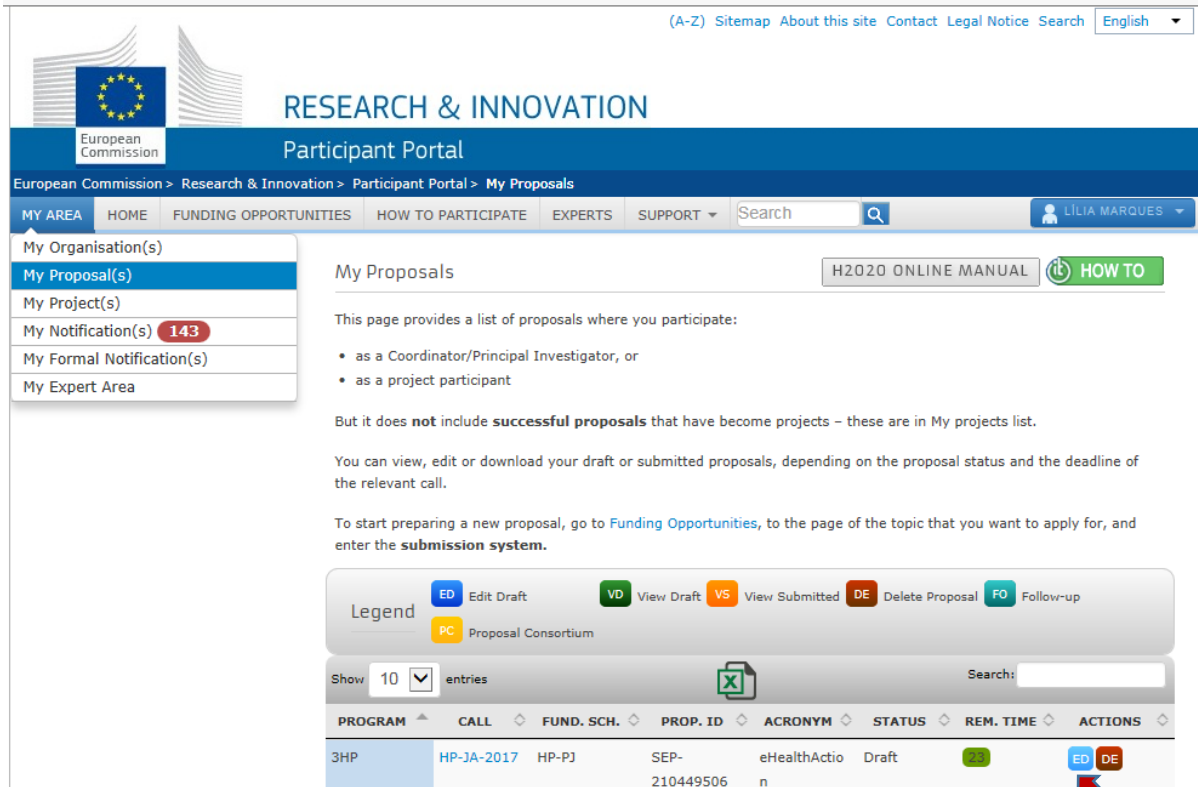 (A-Z) Sitemap About this site Contact Legal Notice Search English
RESEARCH & INNOVATION
European
Commission
Participant Portal
European Commission > Research & Innovation > Participant Portal > My Proposals
MY AREA HOME FUNDING OPPORTUNITIES HOW TO PARTICIPATE EXPERTS SUPPORT Search LÍLIA MARQUES
My Organisation(s)
My Proposal(s)
My Project(s)
My Notification(s) 143
My Formal Notification(s)
My Expert Area
My Proposals H2020 ONLINE MANUAL it HOW TO
This page provides a list of proposals where you participate:
• as a Coordinator/Principal Investigator, or
• as a project participant
But it does not include successful proposals that have become projects – these are in My projects list.
You can view, edit or download your draft or submitted proposals, depending on the proposal status and the deadline of
the relevant call.
To start preparing a new proposal, go to Funding Opportunities, to the page of the topic that you want to apply for, and
enter the submission system.
Legend
ED Edit Draft VD View Draft VS View Submitted DE Delete Proposal FO Follow-up
PC Proposal Consortium
Show 10 entries X Search:
PROGRAM CALL FUND. SCH. PROP. ID ACRONYM STATUS REM. TIME ACTIONS
3HP HP-JA-2017 HP-PJ SEP- eHealthActio Draft 23 ED DE
210449506 n